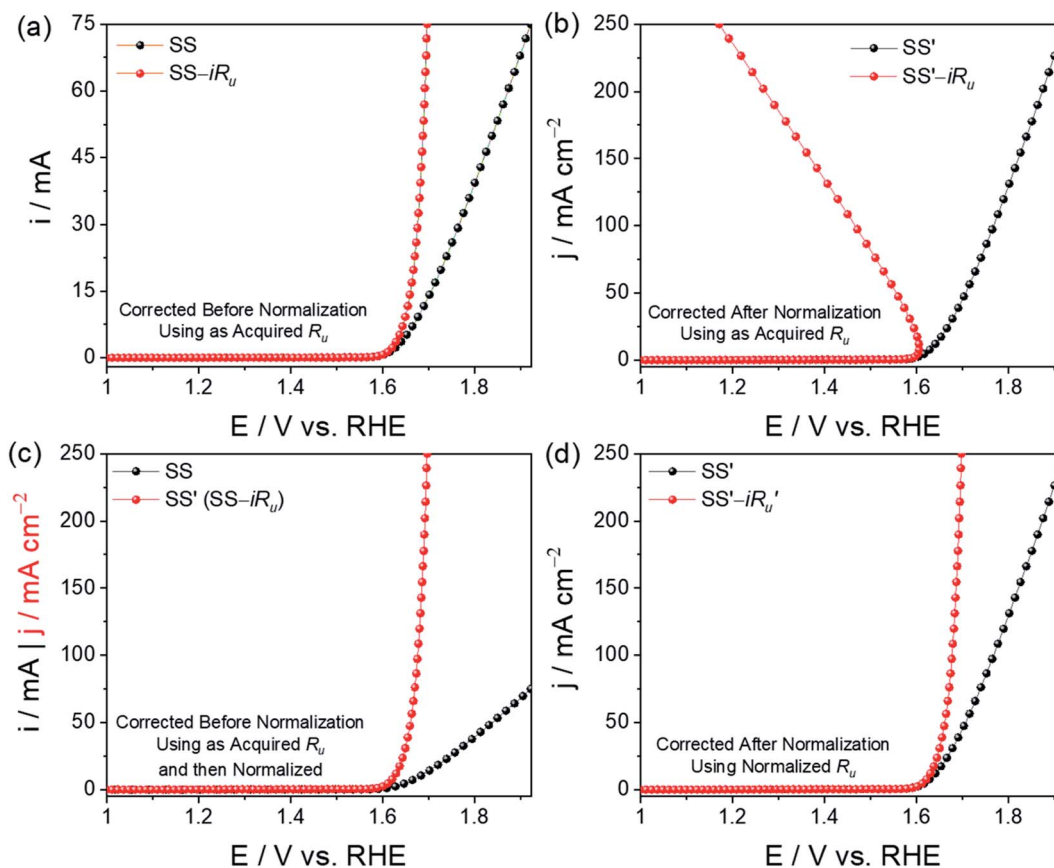 (a)
75
60
45
30
15
0
i / mA
SS
SS–iRu
Corrected Before Normalization
Using as Acquired Ru
1 1.2 1.4 1.6 1.8
E / V vs. RHE
(b)
250
200
150
100
50
0
j / mA cm−2
SS'
SS'–iRu
Corrected After Normalization
Using as Acquired Ru
1 1.2 1.4 1.6 1.8
E / V vs. RHE
(c)
250
200
150
100
50
0
i / mA | j / mA cm−2
SS
SS' (SS–iRu)
Corrected Before Normalization
Using as Acquired Ru
and then Normalized
1 1.2 1.4 1.6 1.8
E / V vs. RHE
(d)
250
200
150
100
50
0
j / mA cm−2
SS'
SS'–iRu'
Corrected After Normalization
Using Normalized Ru
1 1.2 1.4 1.6 1.8
E / V vs. RHE